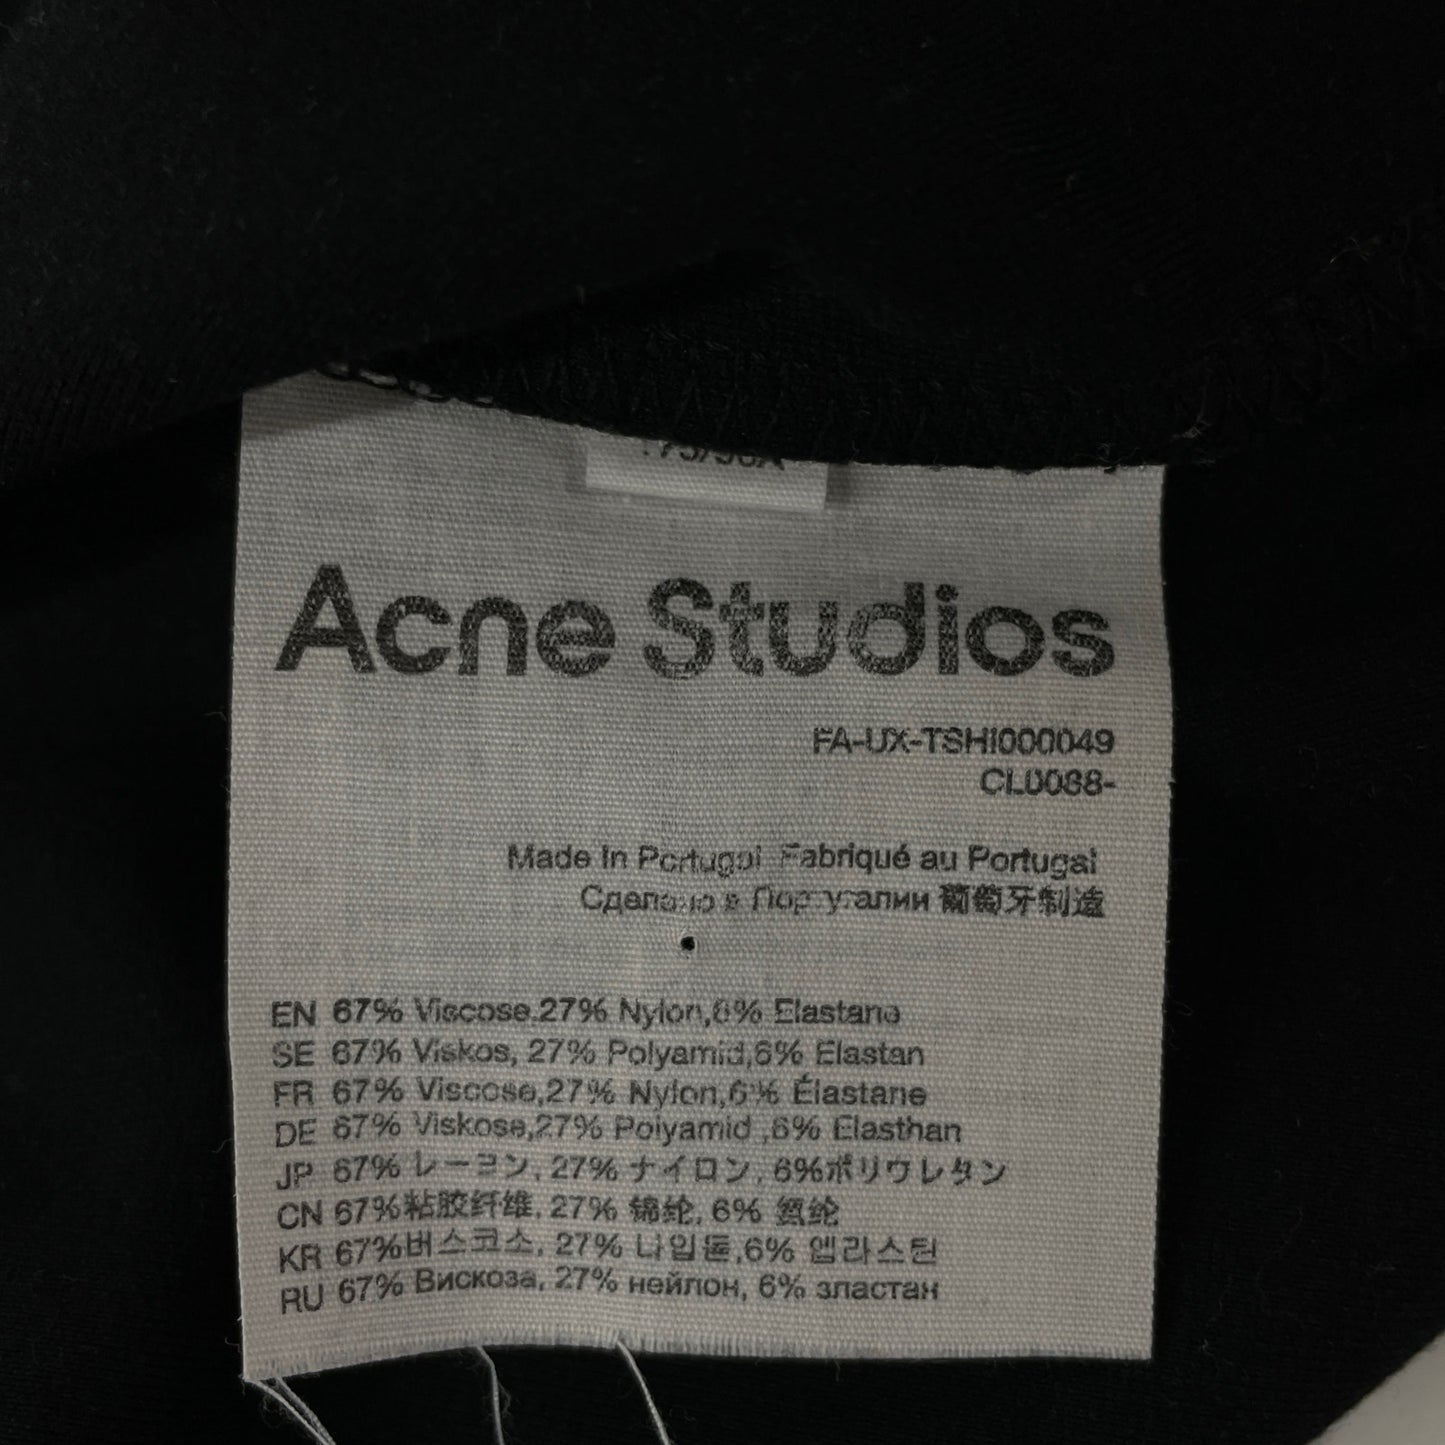 Acne Studios
FA-UX-TSHI000049
CL0068-
Made In Portugal Fabriqué au Portugal
Сделано в Португалии 葡萄牙制造
EN 67% Viscose,27% Nylon,6% Elastane
SE 67% Viskos, 27% Polyamid,6% Elastan
FR 67% Viscose,27% Nylon,6% Élastane
DE 67% Viskose,27% Polyamid ,6% Elasthan
JP 67% レーヨン, 27% ナイロン, 6%ポリウレタン
CN 67%粘胶纤维, 27% 锦纶, 6% 氨纶
KR 67%비스코스, 27% 나일론,6% 엘라스틴
RU 67% Вискоза, 27% нейлон, 6% эластан